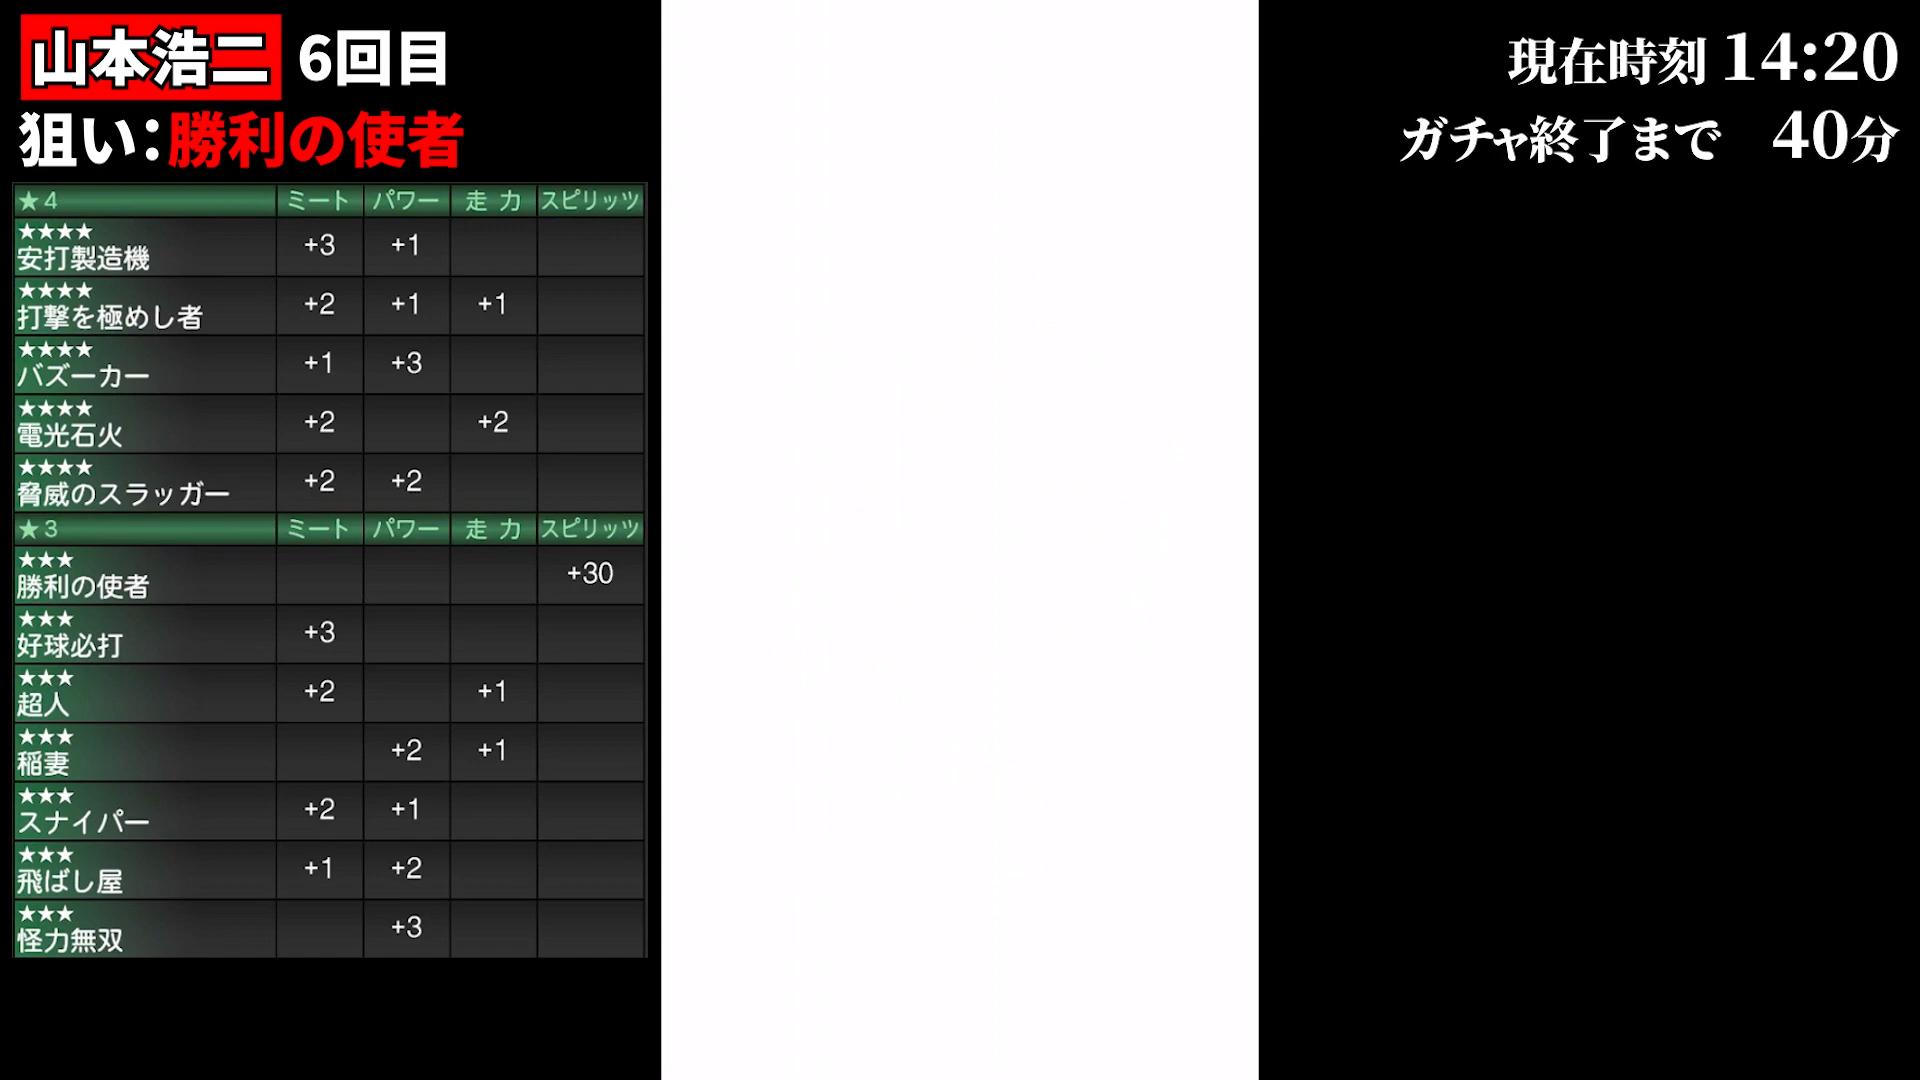 山本浩二 6回目
狙い:勝利の使者
現在時刻 14:20
ガチャ終了まで 40分
★4 ミート パワー 走力 スピリッツ
★★★★
安打製造機 +3 +1
★★★★
打撃を極めし者 +2 +1 +1
★★★★
バズーカー +1 +3
★★★★
電光石火 +2 +2
★★★★
脅威のスラッガー +2 +2
★3 ミート パワー 走力 スピリッツ
★★★
勝利の使者 +30
★★★
好球必打 +3
★★★
超人 +2 +1
★★★
稲妻 +2 +1
★★★
スナイパー +2 +1
★★★
飛ばし屋 +1 +2
★★★
怪力無双 +3